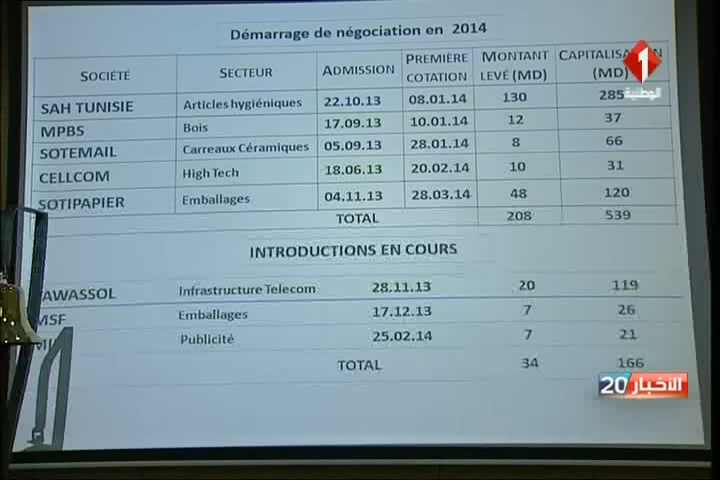 Démarrage de négociation en 2014
SOCIÉTÉ SECTEUR ADMISSION PREMIÈRE COTATION MONTANT LEVÉ (MD) (MD)
SAH TUNISIE Articles hygiéniques 22.10.13 08.01.14 130 285
MPBS Bois 17.09.13 10.01.14 12 37
SOTEMAIL Carreaux Céramiques 05.09.13 28.01.14 8 66
CELLCOM High Tech 18.06.13 20.02.14 10 31
SOTIPAPIER Emballages 04.11.13 28.03.14 48 120
TOTAL 208 539
INTRODUCTIONS EN COURS
AWASSOL Infrastructure Telecom 28.11.13 20 119
MSF Emballages 17.12.13 7 26
Publicité 25.02.14 7 21
TOTAL 34 166
1
الوطنية
20 الاخبار